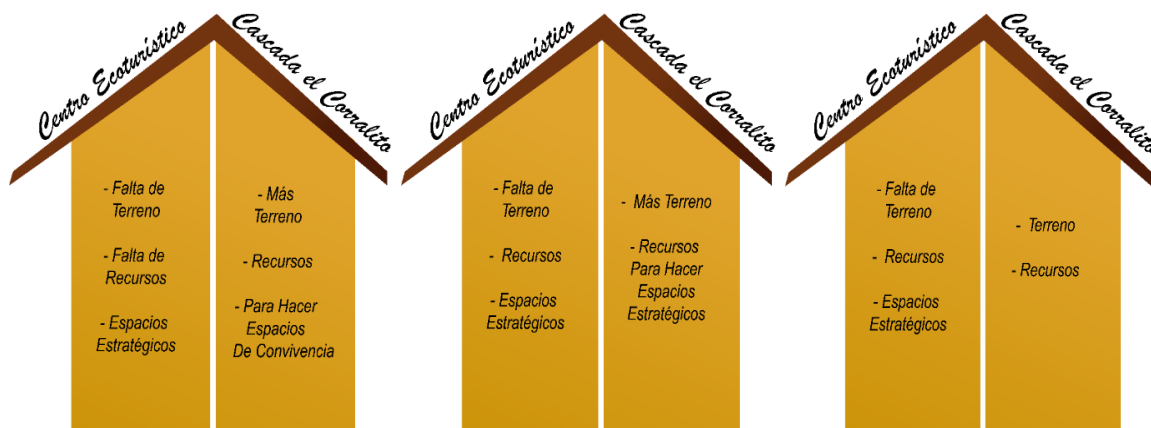 Centro Ecoturístico
Cascada el Corralito
- Falta de
Terreno
- Falta de
Recursos
- Espacios
Estratégicos
- Más
Terreno
- Recursos
- Para Hacer
Espacios
De Convivencia
Centro Ecoturístico
Cascada el Corralito
- Falta de
Terreno
- Recursos
- Espacios
Estratégicos
- Más Terreno
- Recursos
Para Hacer
Espacios
Estratégicos
Centro Ecoturístico
Cascada el Corralito
- Falta de
Terreno
- Recursos
- Espacios
Estratégicos
- Terreno
- Recursos